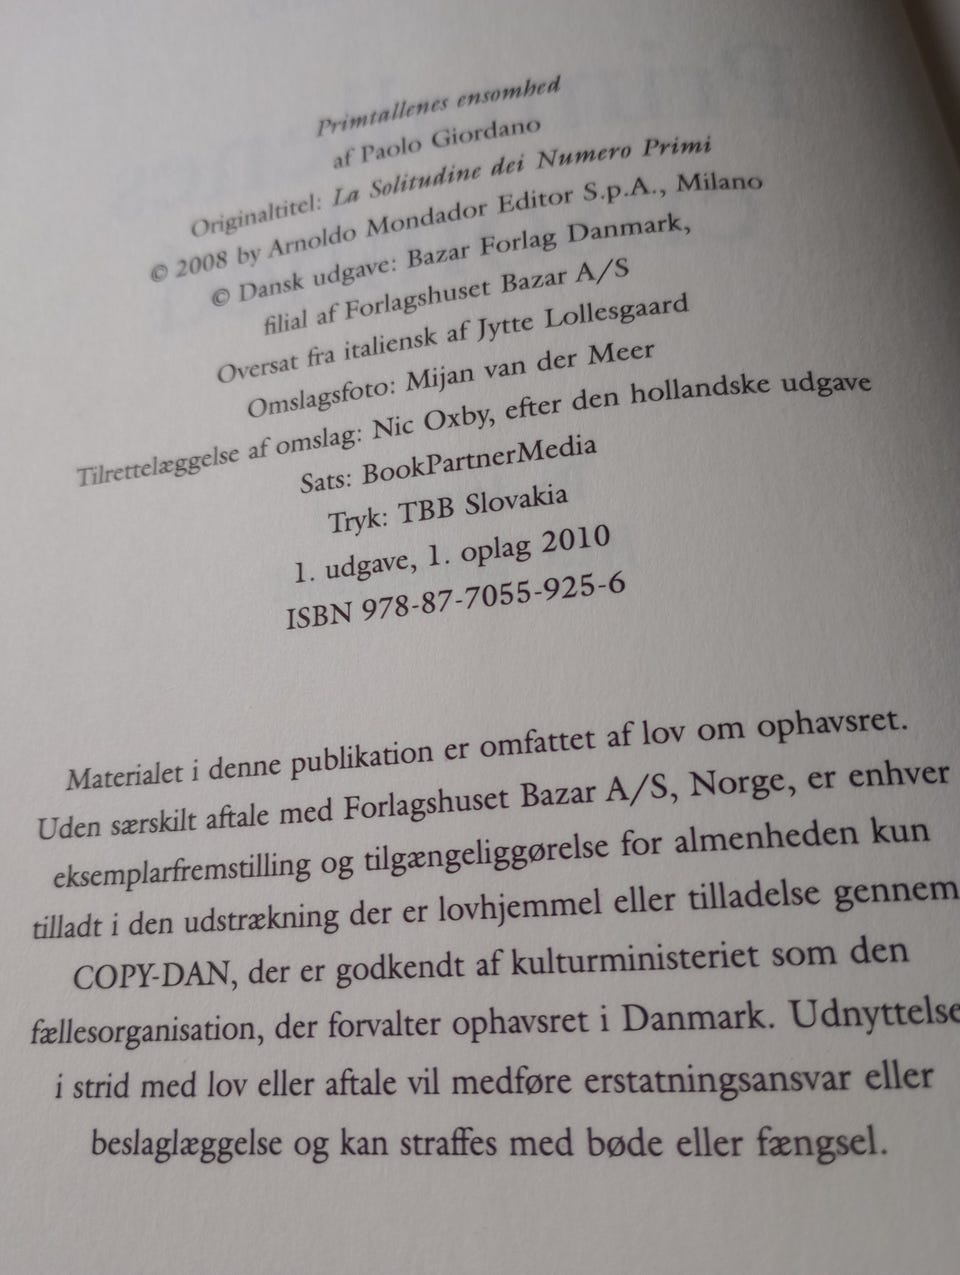 Primtallenes ensomhed
af Paolo Giordano
Originaltitel: La Solitudine dei Numero Primi
© 2008 by Arnoldo Mondador Editor S.p.A., Milano
© Dansk udgave: Bazar Forlag Danmark,
filial af Forlagshuset Bazar A/S
Oversat fra italiensk af Jytte Lollesgaard
Omslagsfoto: Mijan van der Meer
Tilrettelæggelse af omslag: Nic Oxby, efter den hollandske udgave
Sats: BookPartnerMedia
Tryk: TBB Slovakia
1. udgave, 1. oplag 2010
ISBN 978-87-7055-925-6
Materialet i denne publikation er omfattet af lov om ophavsret.
Uden særskilt aftale med Forlagshuset Bazar A/S, Norge, er enhver
eksemplarfremstilling og tilgængeliggørelse for almenheden kun
tilladt i den udstrækning der er lovhjemmel eller tilladelse gennem
COPY-DAN, der er godkendt af kulturministeriet som den
fællesorganisation, der forvalter ophavsret i Danmark. Udnyttelse
i strid med lov eller aftale vil medføre erstatningsansvar eller
beslaglæggelse og kan straffes med bøde eller fængsel.